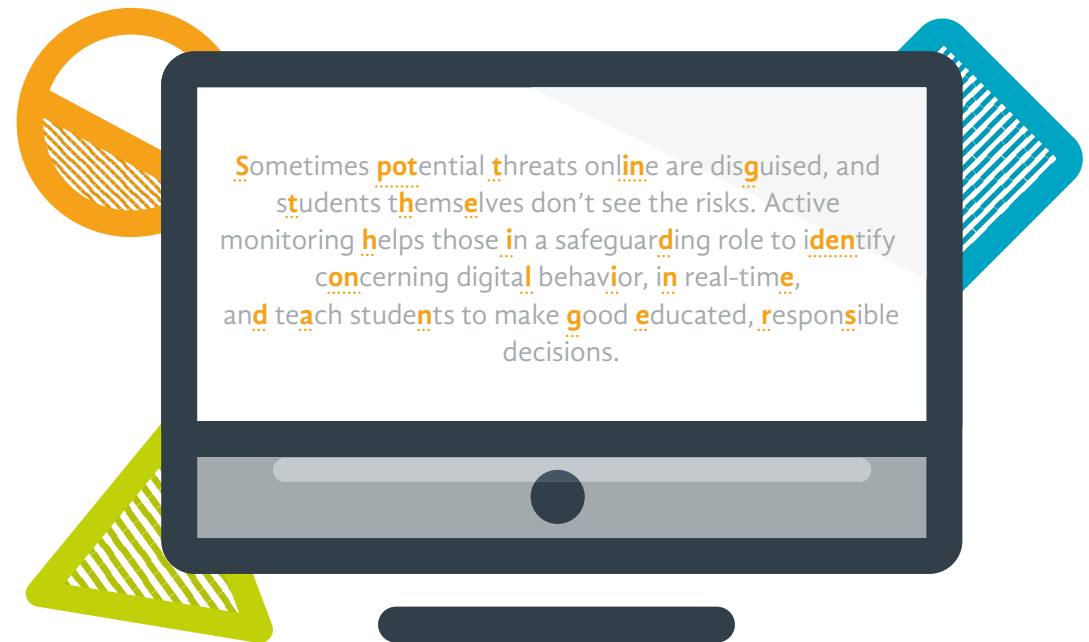 Sometimes potential threats online are disguised, and
students themselves don’t see the risks. Active
monitoring helps those in a safeguarding role to identify
concerning digital behavior, in real-time,
and teach students to make good educated, responsible
decisions.